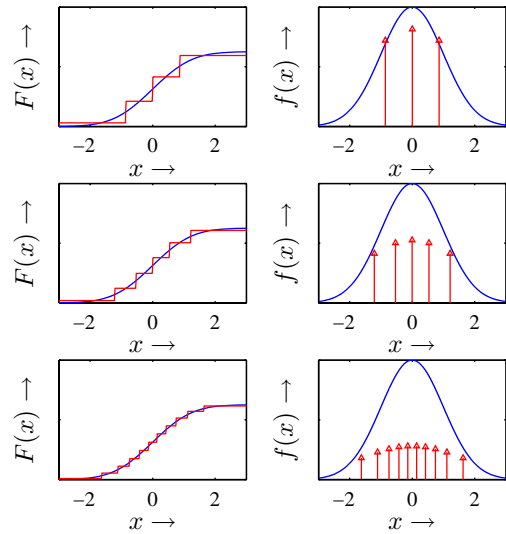 F(x) →
−2 0 2
x →
f(x) →
−2 0 2
x →
F(x) →
−2 0 2
x →
f(x) →
−2 0 2
x →
F(x) →
−2 0 2
x →
f(x) →
−2 0 2
x →